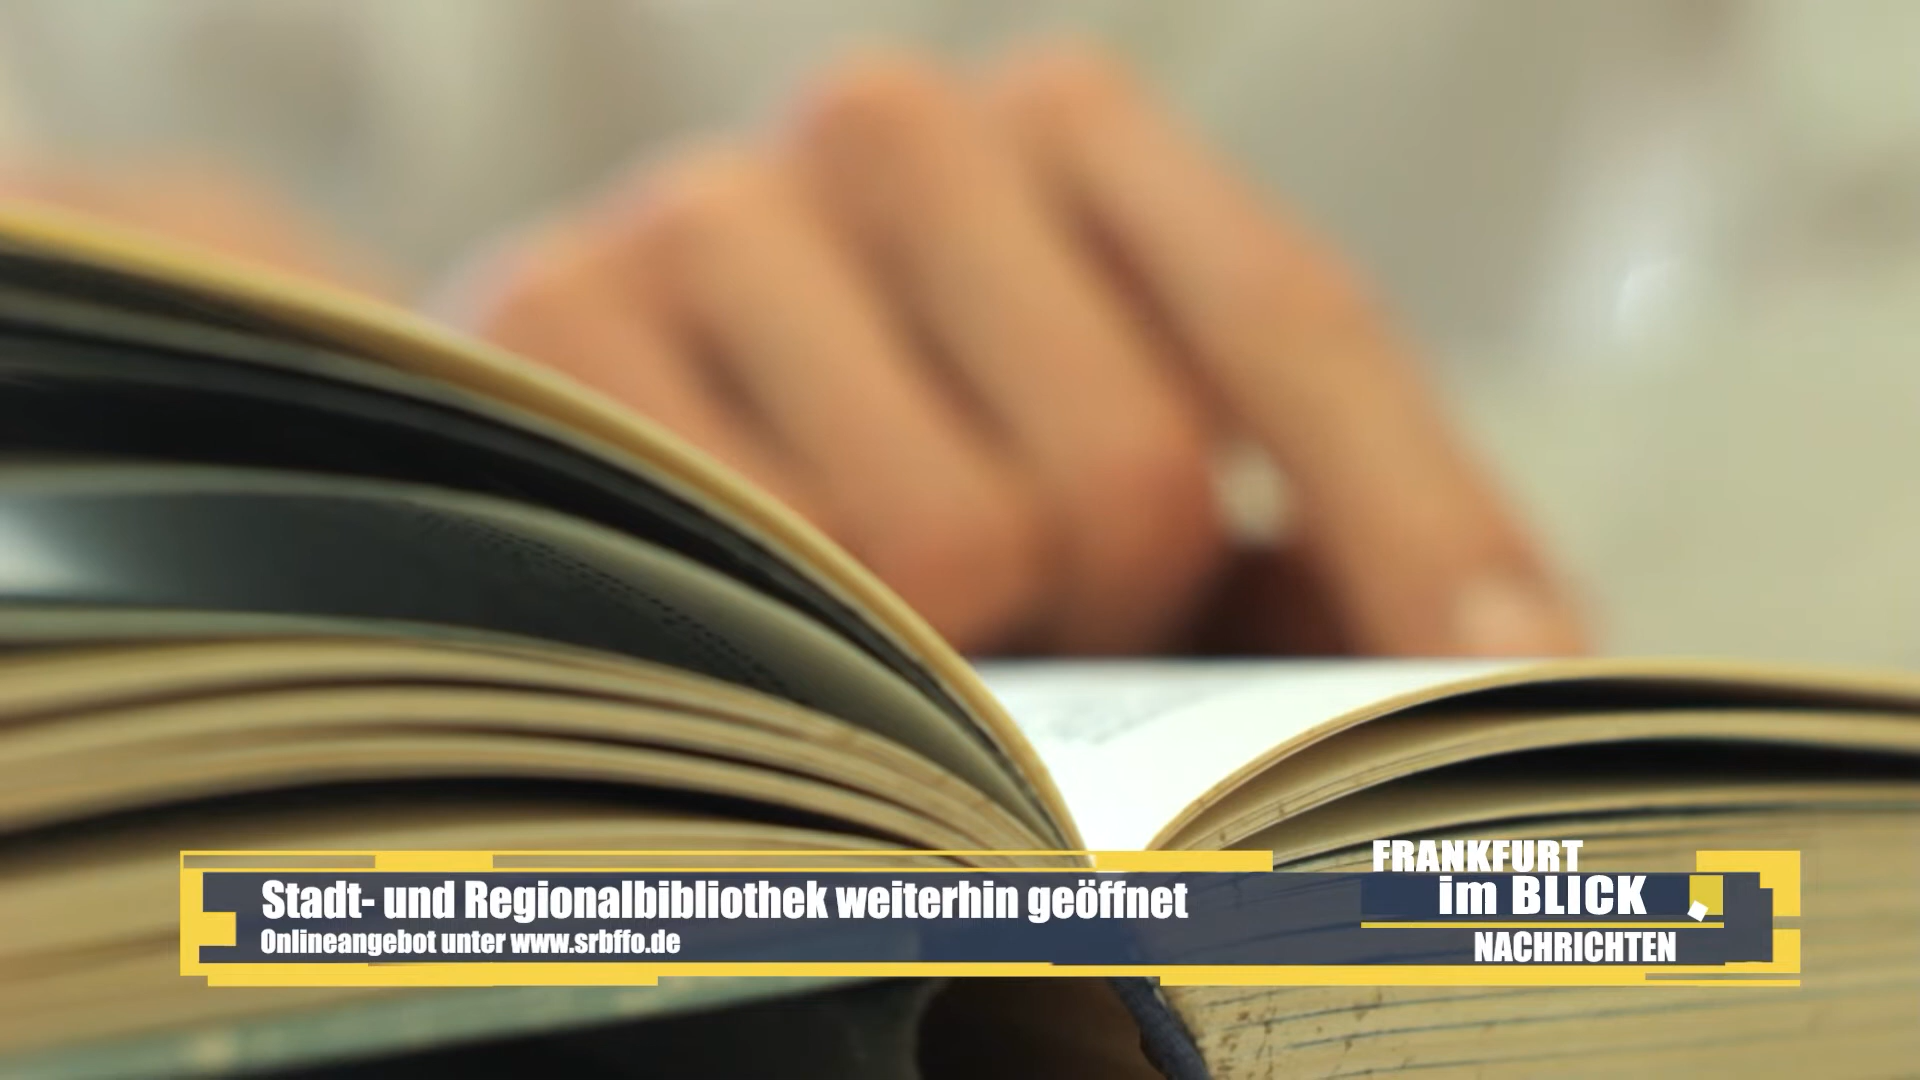 Stadt- und Regionalbibliothek weiterhin geöffnet
Onlineangebot unter www.srbffo.de
FRANKFURT
im BLICK
NACHRICHTEN